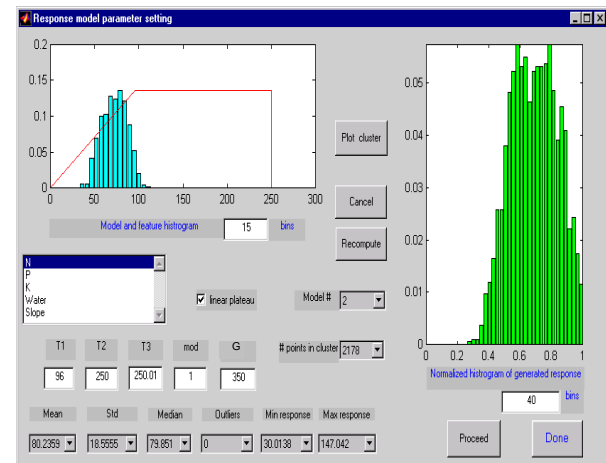 Response model parameter setting
0.2
0.15
0.1
0.05
0
0 50 100 150 200 250 300
Model and feature histrogram 15 bins
Plot cluster
Cancel
Recompute
N
P
K
Water
Slope
linear plateau
Model # 2
# points in cluster 2178
T1 T2 T3 mod G
96 250 250.01 1 350
Mean Std Median Outliers Min response Max response
80.2359 18.5555 79.851 0 30.0138 147.042
0.05
0.04
0.03
0.02
0.01
0
0 0.2 0.4 0.6 0.8 1
Normalized histrogram of generated response
40 bins
Proceed
Done